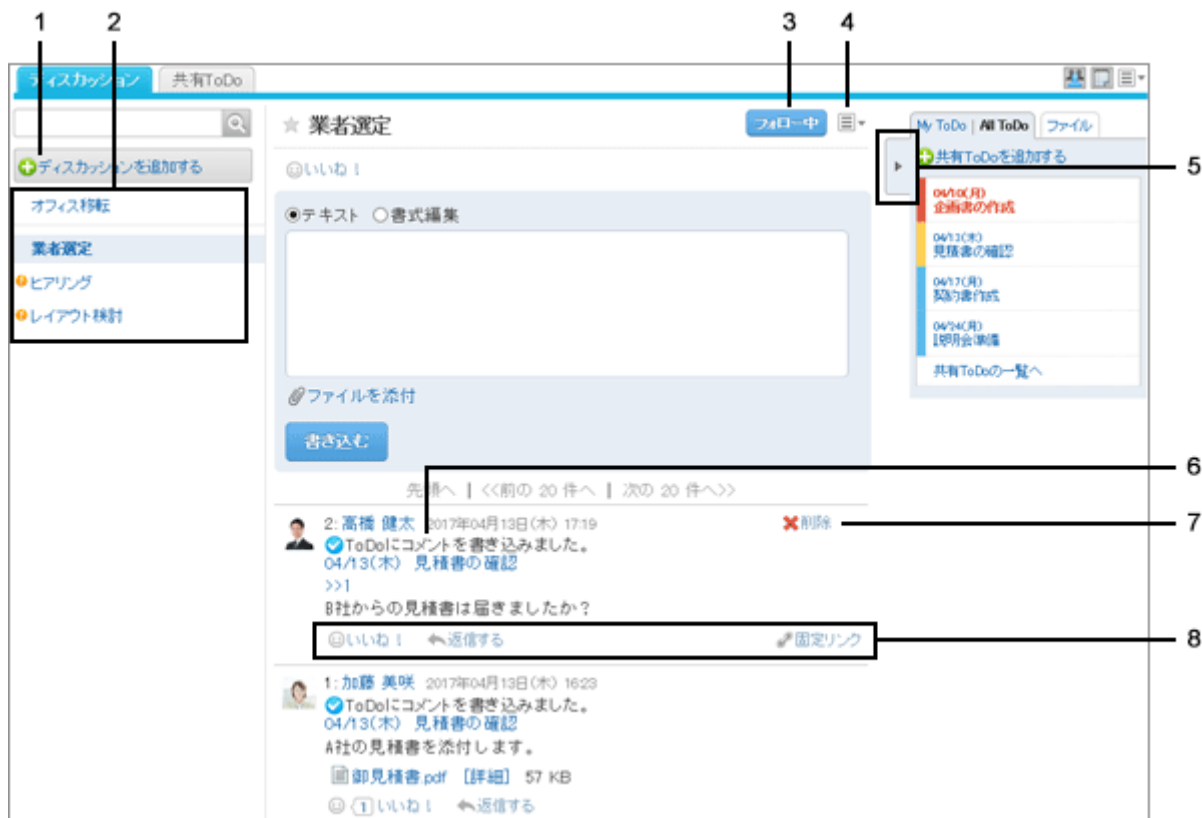 1 2 3 4
ディスカッション 共有ToDo
業者選定 フォロー中
My ToDo | All ToDo ファイル
ディスカッションを追加する
いいね！
共有ToDoを追加する
5
オフィス移転
テキスト 書式編集
04/10(月)
企画書の作成
業者選定
04/13(木)
見積書の確認
ヒアリング
04/17(月)
契約書作成
レイアウト検討
04/24(月)
説明会準備
共有ToDoの一覧へ
ファイルを添付
書き込む
6
先頭へ | <<前の 20 件へ | 次の 20 件へ>>
2: 高橋 健太 2017年04月13日(木) 17:19 削除 7
ToDoにコメントを書き込みました。
04/13(木) 見積書の確認
>>1
B社からの見積書は届きましたか？
いいね！ 返信する 固定リンク 8
1: 加藤 美咲 2017年04月13日(木) 16:23
ToDoにコメントを書き込みました。
04/13(木) 見積書の確認
A社の見積書を添付します。
御見積書.pdf [詳細] 57 KB
1 いいね！ 返信する